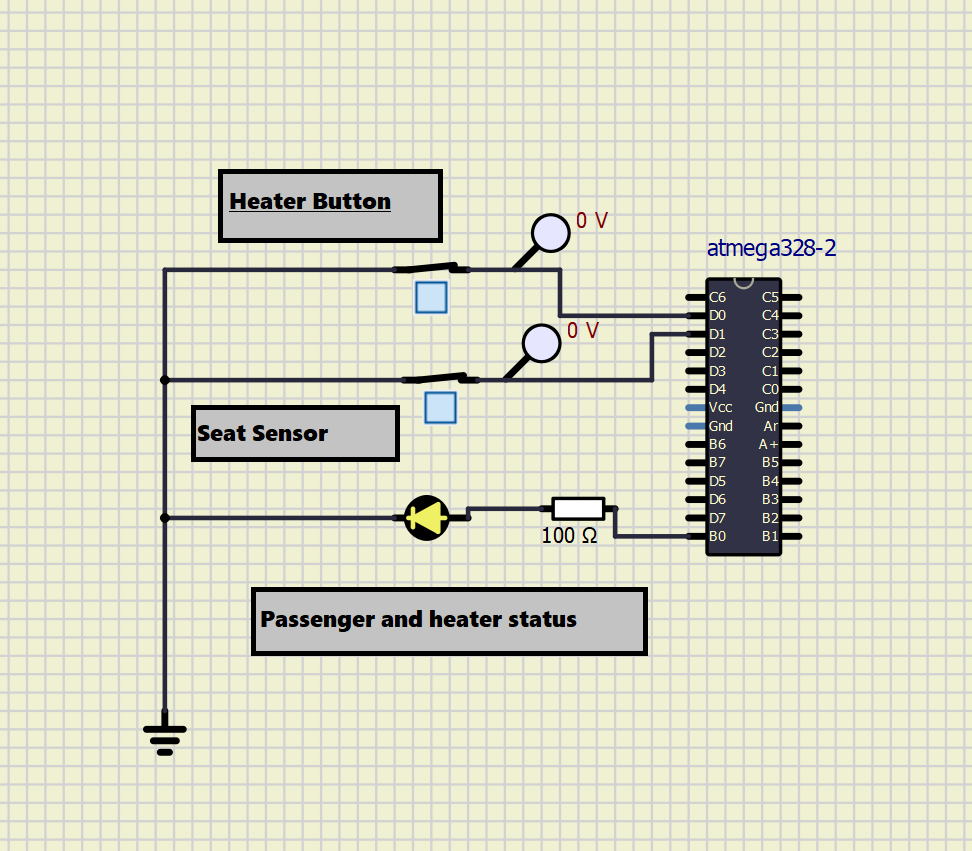 Heater Button
0 V
atmega328-2
C6 C5
D0 C4
D1 C3
0 V
D2 C2
D3 C1
D4 C0
Vcc Gnd
Gnd Ar
Seat Sensor
B6 A+
B7 B5
D5 B4
D6 B3
D7 B2
100 Ω
B0 B1
Passenger and heater status